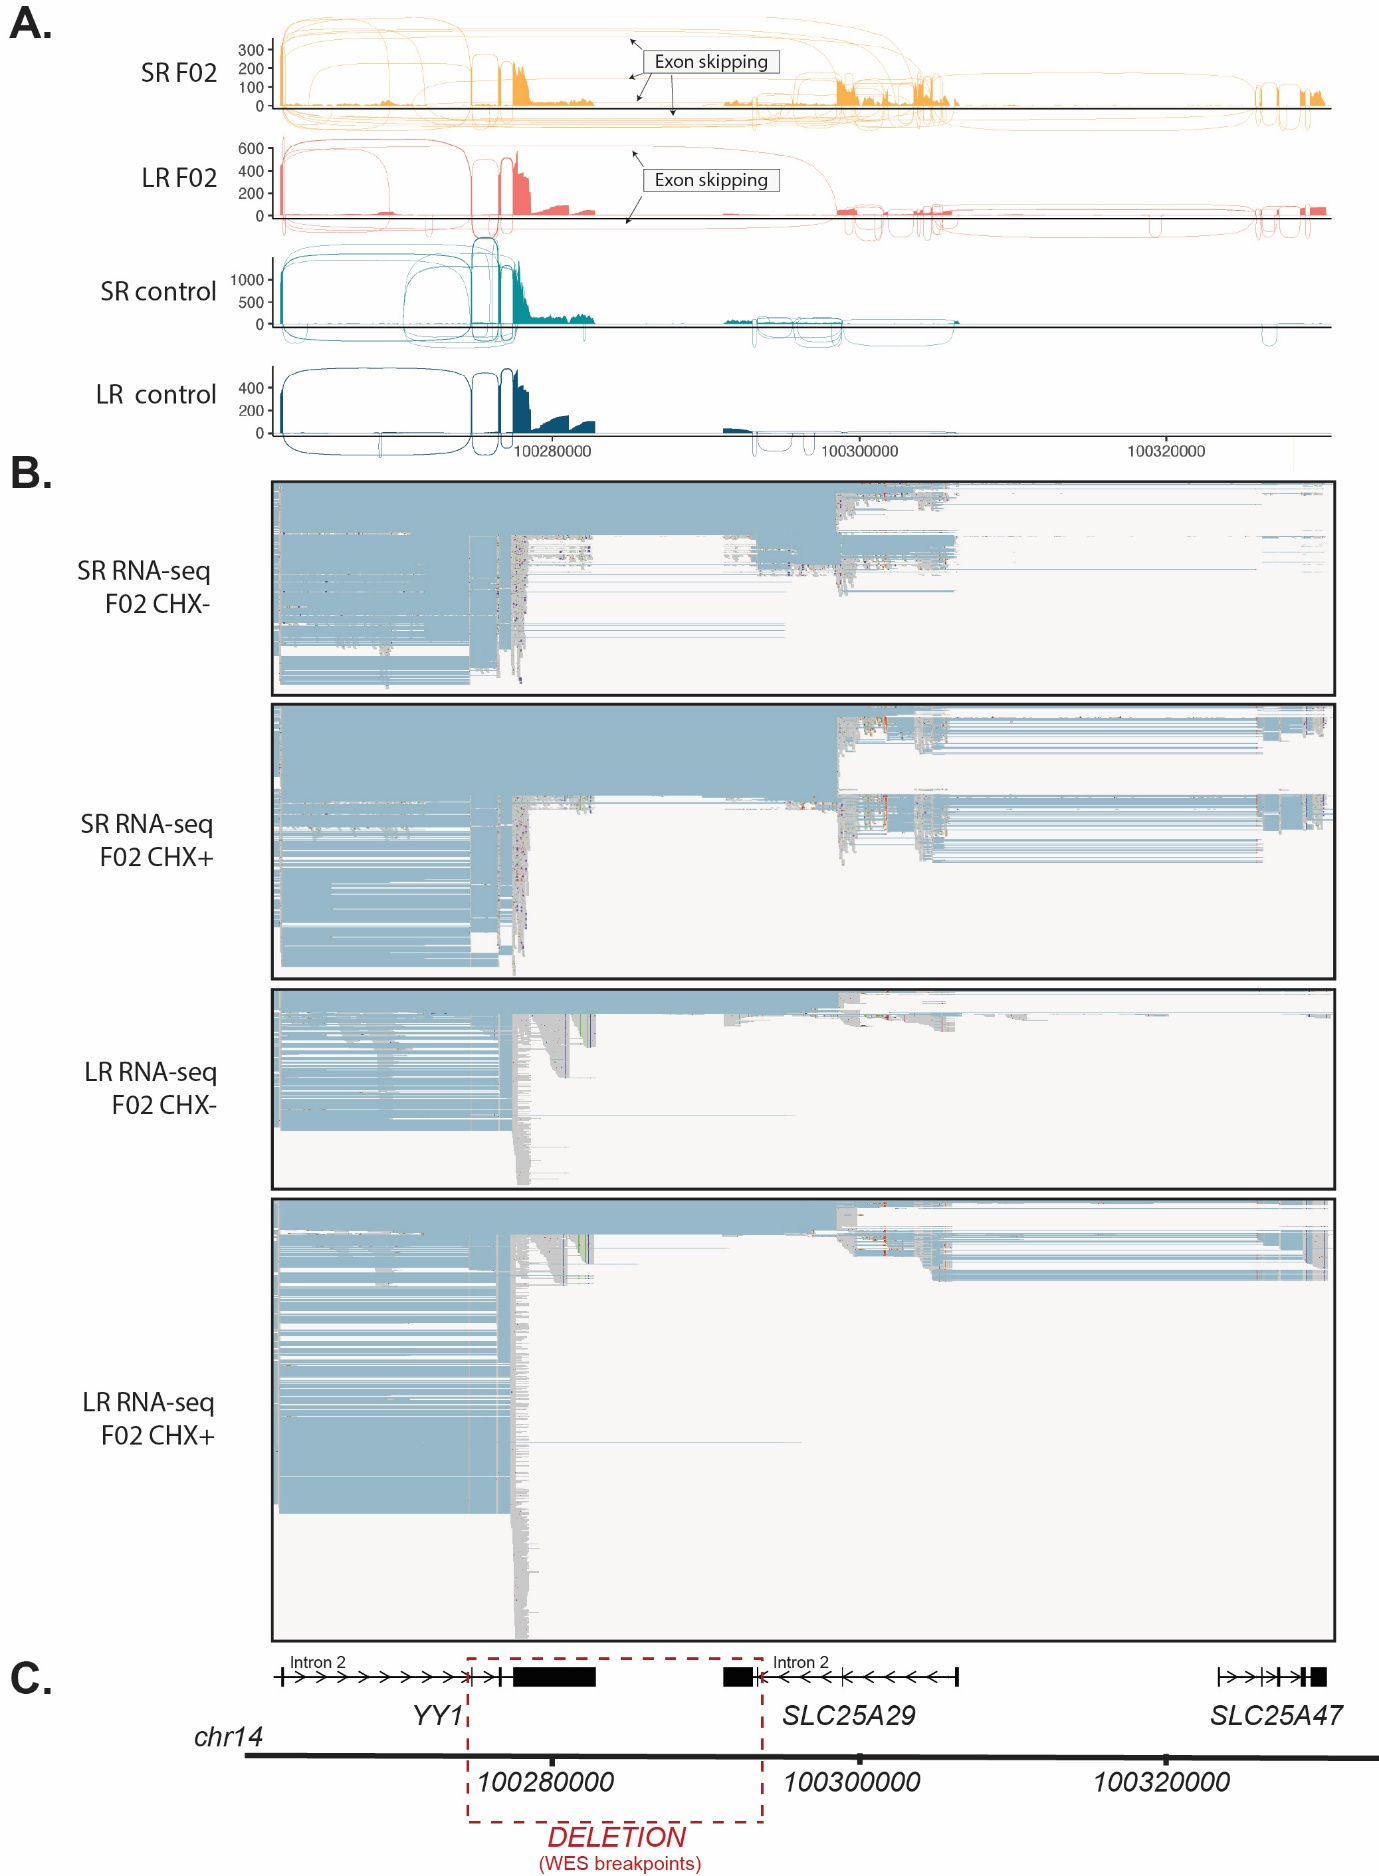 A.
SR F02
300
200
100
0
Exon skipping
LR F02
600
400
200
0
Exon skipping
SR control
1000
500
0
LR control
400
200
0
100280000
100300000
100320000
B.
SR RNA-seq
F02 CHX-
SR RNA-seq
F02 CHX+
LR RNA-seq
F02 CHX-
LR RNA-seq
F02 CHX+
C.
Intron 2
Intron 2
YY1
SLC25A29
SLC25A47
chr14
100280000
100300000
100320000
DELETION
(WES breakpoints)